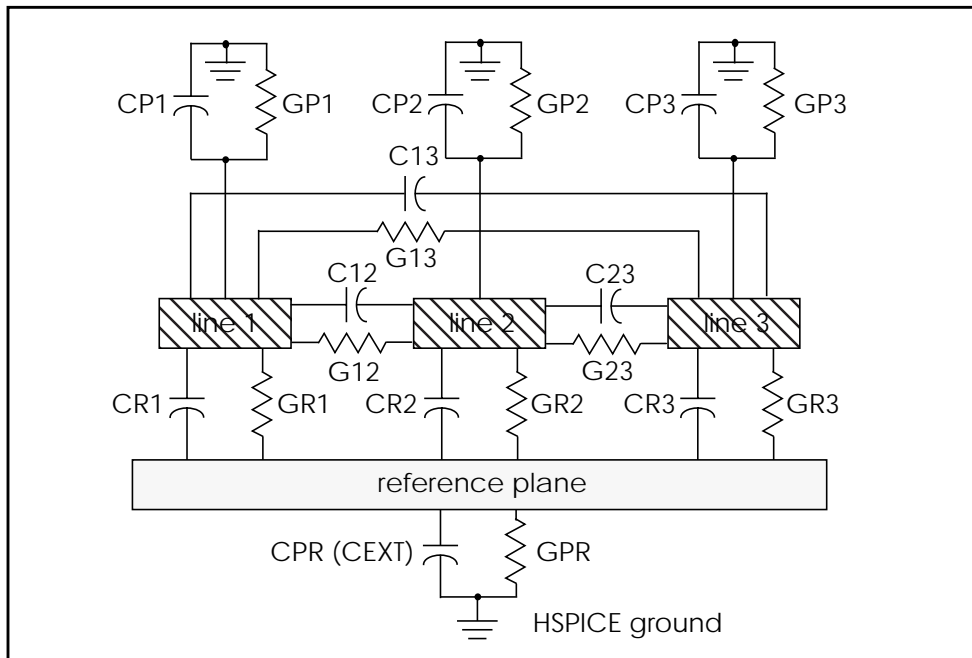 CP1 GP1 CP2 GP2 CP3 GP3
C13
G13
C12 C23
line 1 line 2 line 3
G12 G23
CR1 GR1 CR2 GR2 CR3 GR3
reference plane
CPR (CEXT) GPR
HSPICE ground